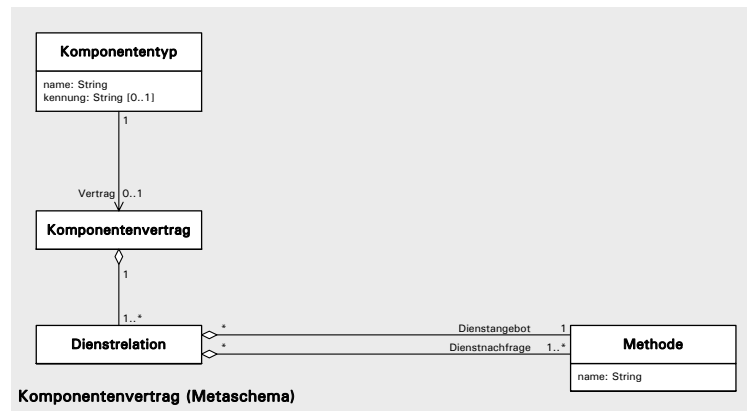 Komponententyp
name: String
kennung: String [0..1]
1
Vertrag 0..1
Komponentenvertrag
1
1..*
Dienstrelation
* Dienstangebot 1
* Dienstnachfrage 1..*
Methode
name: String
Komponentenvertrag (Metaschema)